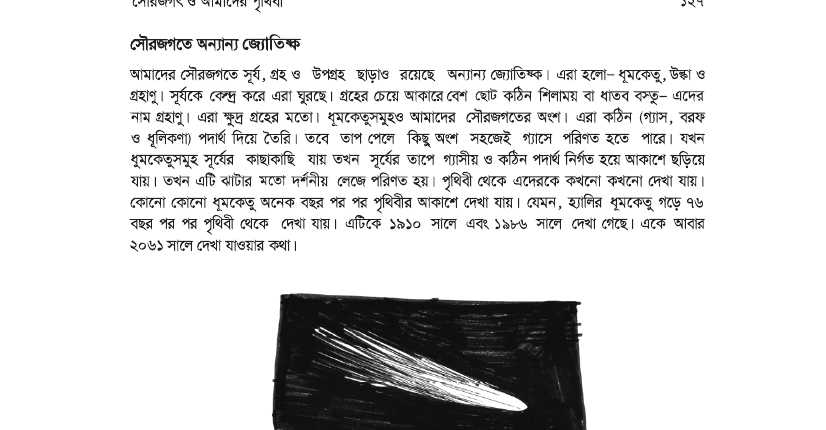 সৌরজগৎ ও আমাদের পৃথিবী ১২৭
সৌরজগতে অন্যান্য জ্যোতিষ্ক
আমাদের সৌরজগতে সূর্য, গ্রহ ও উপগ্রহ ছাড়াও রয়েছে অন্যান্য জ্যোতিষ্ক। এরা হলো– ধূমকেতু, উল্কা ও
গ্রহাণু। সূর্যকে কেন্দ্র করে এরা ঘুরছে। গ্রহের চেয়ে আকারে বেশ ছোট কঠিন শিলাময় বা ধাতব বস্তু– এদের
নাম গ্রহাণু। এরা ক্ষুদ্র গ্রহের মতো। ধূমকেতুসমূহও আমাদের সৌরজগতের অংশ। এরা কঠিন (গ্যাস, বরফ
ও ধূলিকণা) পদার্থ দিয়ে তৈরি। তবে তাপ পেলে কিছু অংশ সহজেই গ্যাসে পরিণত হতে পারে। যখন
ধুমকেতুসমূহ সূর্যের কাছাকাছি যায় তখন সূর্যের তাপে গ্যাসীয় ও কঠিন পদার্থ নির্গত হয়ে আকাশে ছড়িয়ে
যায়। তখন এটি ঝাটার মতো দর্শনীয় লেজে পরিণত হয়। পৃথিবী থেকে এদেরকে কখনো কখনো দেখা যায়।
কোনো কোনো ধূমকেতু অনেক বছর পর পর পৃথিবীর আকাশে দেখা যায়। যেমন, হ্যালির ধূমকেতু গড়ে ৭৬
বছর পর পর পৃথিবী থেকে দেখা যায়। এটিকে ১৯১০ সালে এবং ১৯৮৬ সালে দেখা গেছে। একে আবার
২০৬১ সালে দেখা যাওয়ার কথা।